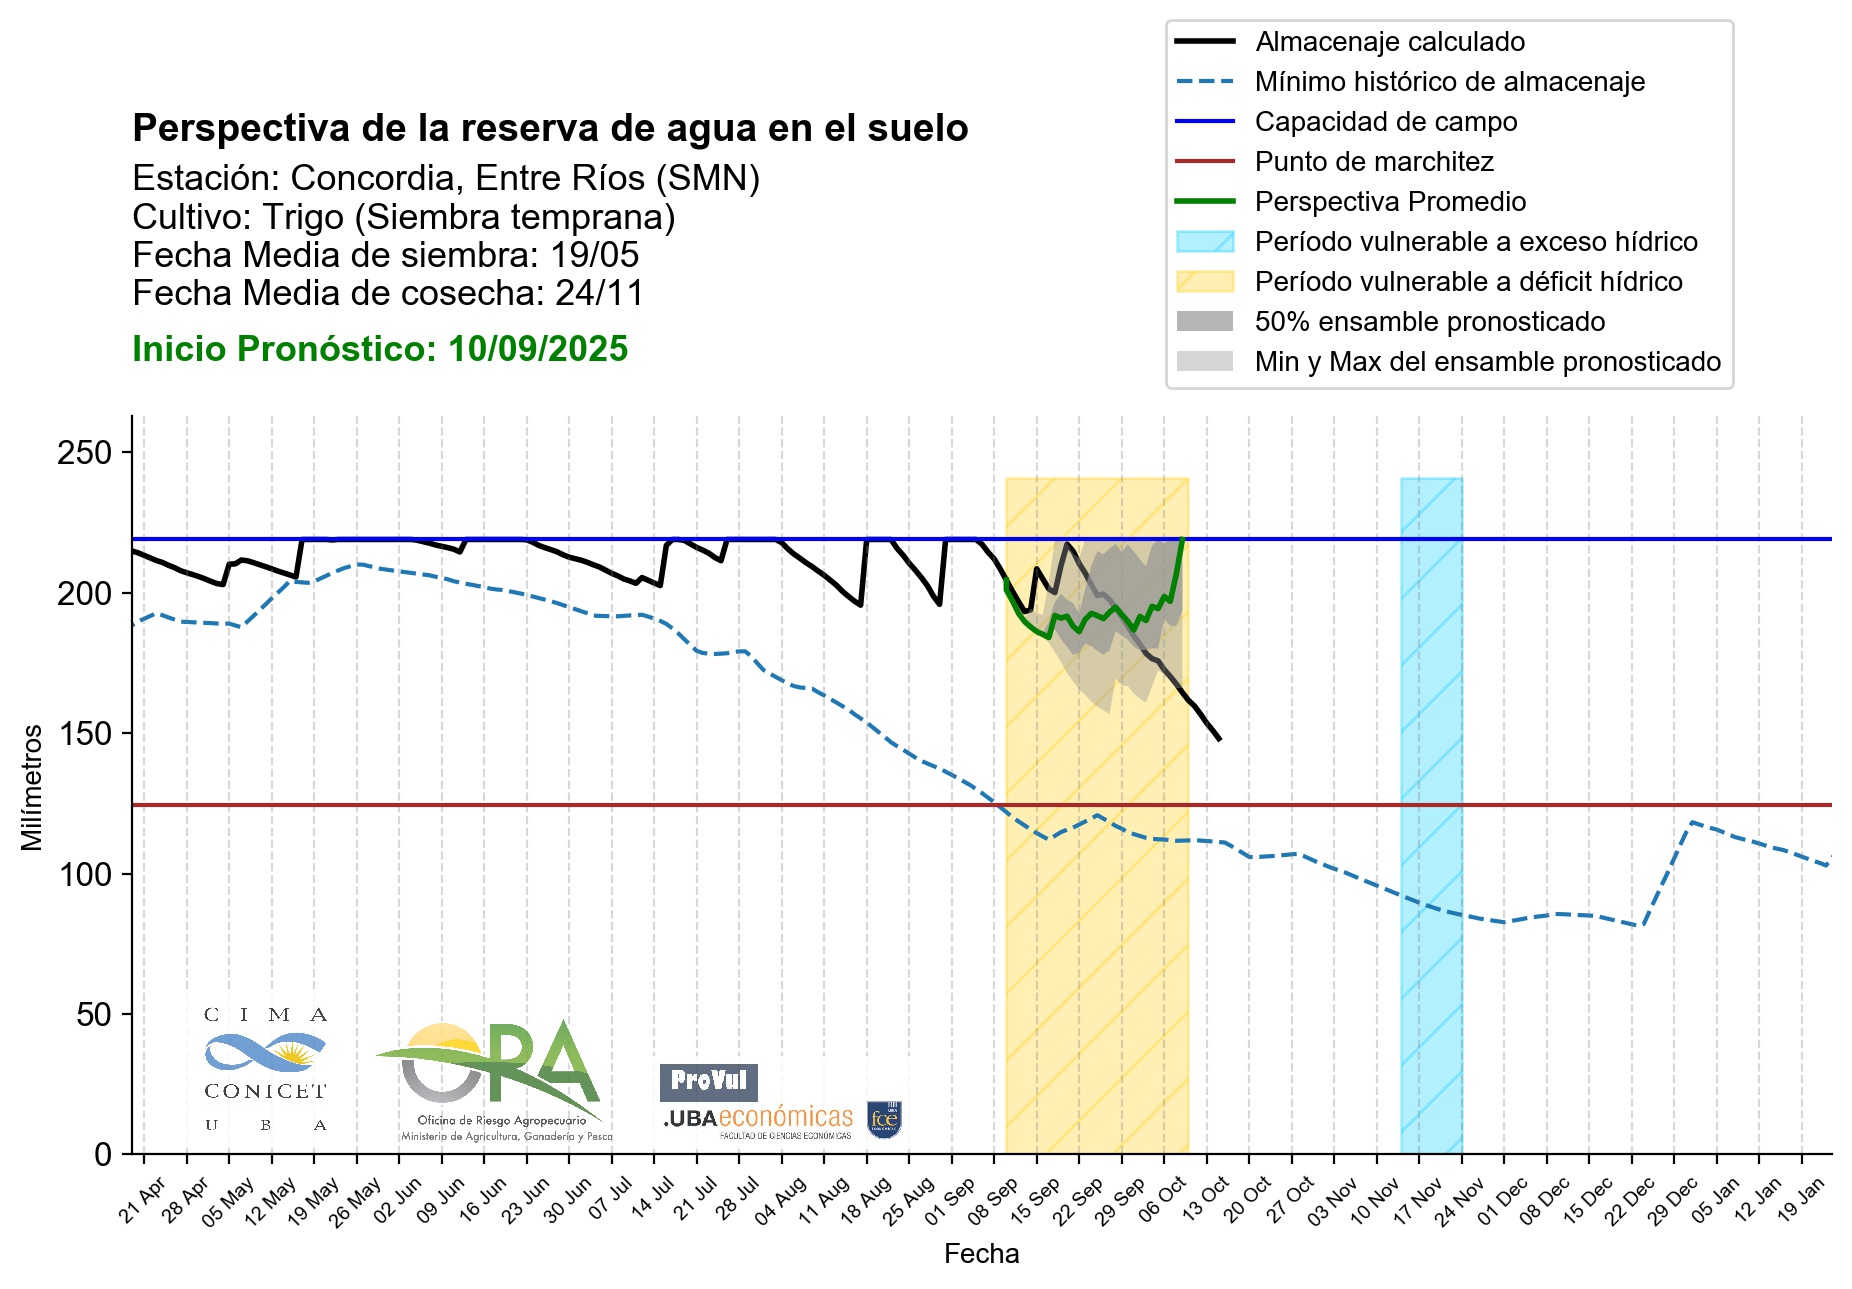 Almacenaje calculado
Mínimo histórico de almacenaje
Capacidad de campo
Punto de marchitez
Perspectiva Promedio
Período vulnerable a exceso hídrico
Período vulnerable a déficit hídrico
50% ensamble pronosticado
Min y Max del ensamble pronosticado
Perspectiva de la reserva de agua en el suelo
Estación: Concordia, Entre Ríos (SMN)
Cultivo: Trigo (Siembra temprana)
Fecha Media de siembra: 19/05
Fecha Media de cosecha: 24/11
Inicio Pronóstico: 10/09/2025
250
200
150
100
50
0
Milímetros
CIMA
CONICET
UBA
ORA
Oficina de Riesgo Agropecuario
Ministerio de Agricultura, Ganadería y Pesca
ProVul
.UBAeconómicas
FACULTAD DE CIENCIAS ECONÓMICAS
fce
21 Apr
28 Apr
05 May
12 May
19 May
26 May
02 Jun
09 Jun
16 Jun
23 Jun
30 Jun
07 Jul
14 Jul
21 Jul
28 Jul
04 Aug
11 Aug
18 Aug
25 Aug
01 Sep
08 Sep
15 Sep
22 Sep
29 Sep
06 Oct
13 Oct
20 Oct
27 Oct
03 Nov
10 Nov
17 Nov
24 Nov
01 Dec
08 Dec
15 Dec
22 Dec
29 Dec
05 Jan
12 Jan
19 Jan
Fecha